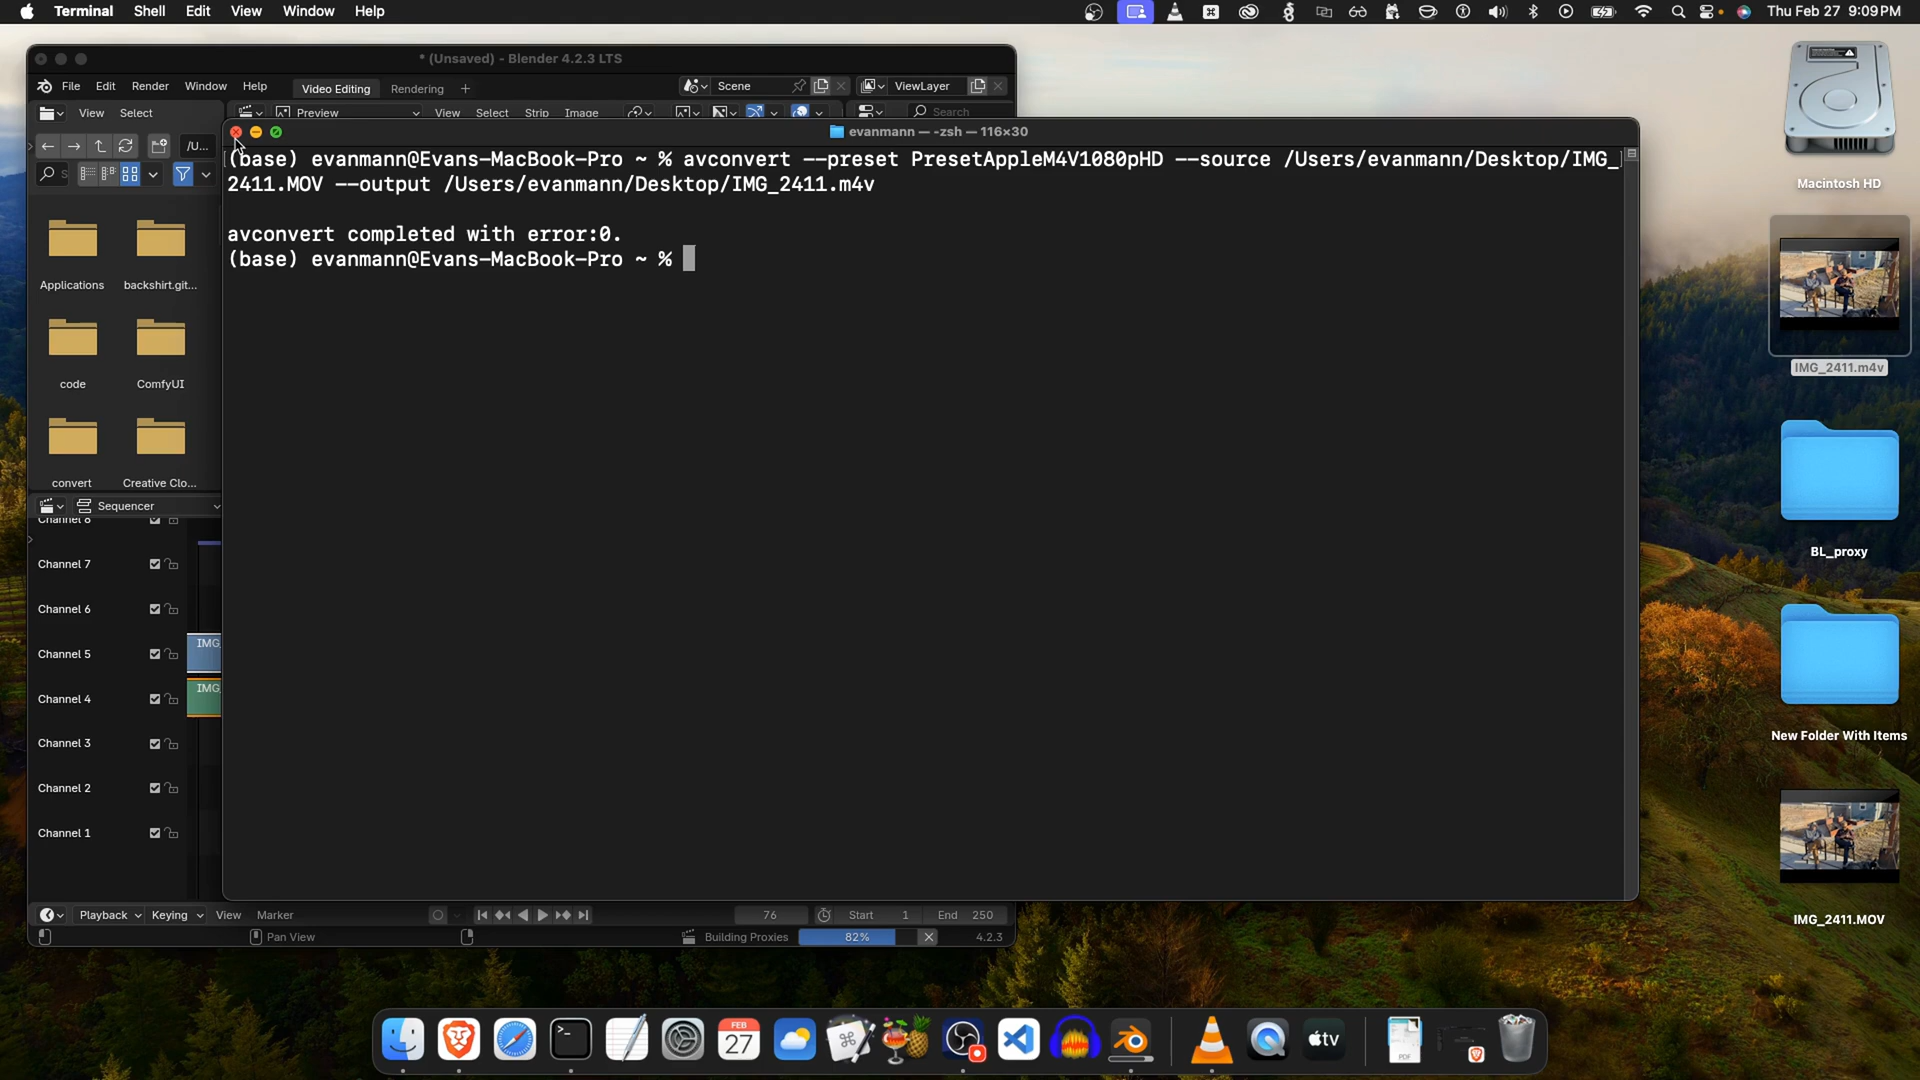 Terminal Shell Edit View Window Help Thu Feb 27 9:09 PM
* (Unsaved) - Blender 4.2.3 LTS
File Edit Render Window Help Video Editing Rendering + Scene ViewLayer
View Select Preview View Select Strip Image Search
/U...
evanmann — -zsh — 116×30
(base) evanmann@Evans-MacBook-Pro ~ % avconvert --preset PresetAppleM4V1080pHD --source /Users/evanmann/Desktop/IMG_
2411.MOV --output /Users/evanmann/Desktop/IMG_2411.m4v
avconvert completed with error:0.
(base) evanmann@Evans-MacBook-Pro ~ %
Applications backshirt.git...
code ComfyUI
convert Creative Clo...
Sequencer
Channel 8
Channel 7
Channel 6
Channel 5 IMG
Channel 4 IMG
Channel 3
Channel 2
Channel 1
Playback Keying View Marker 76 Start 1 End 250
Pan View Building Proxies 82% 4.2.3
Macintosh HD
IMG_2411.m4v
BL_proxy
New Folder With Items
IMG_2411.MOV
FEB
27
tv
PDF